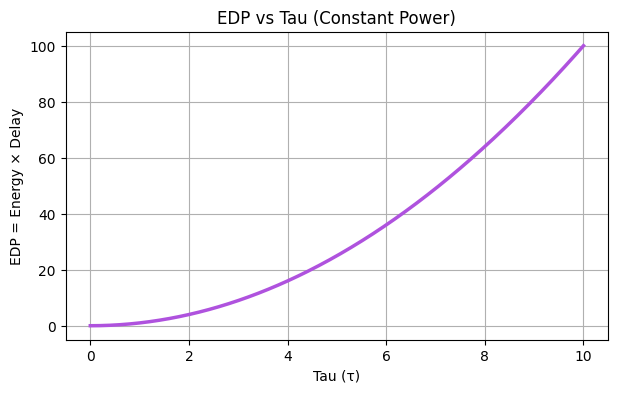 EDP vs Tau (Constant Power)
100
80
60
40
20
0
EDP = Energy × Delay
0 2 4 6 8 10
Tau (τ)